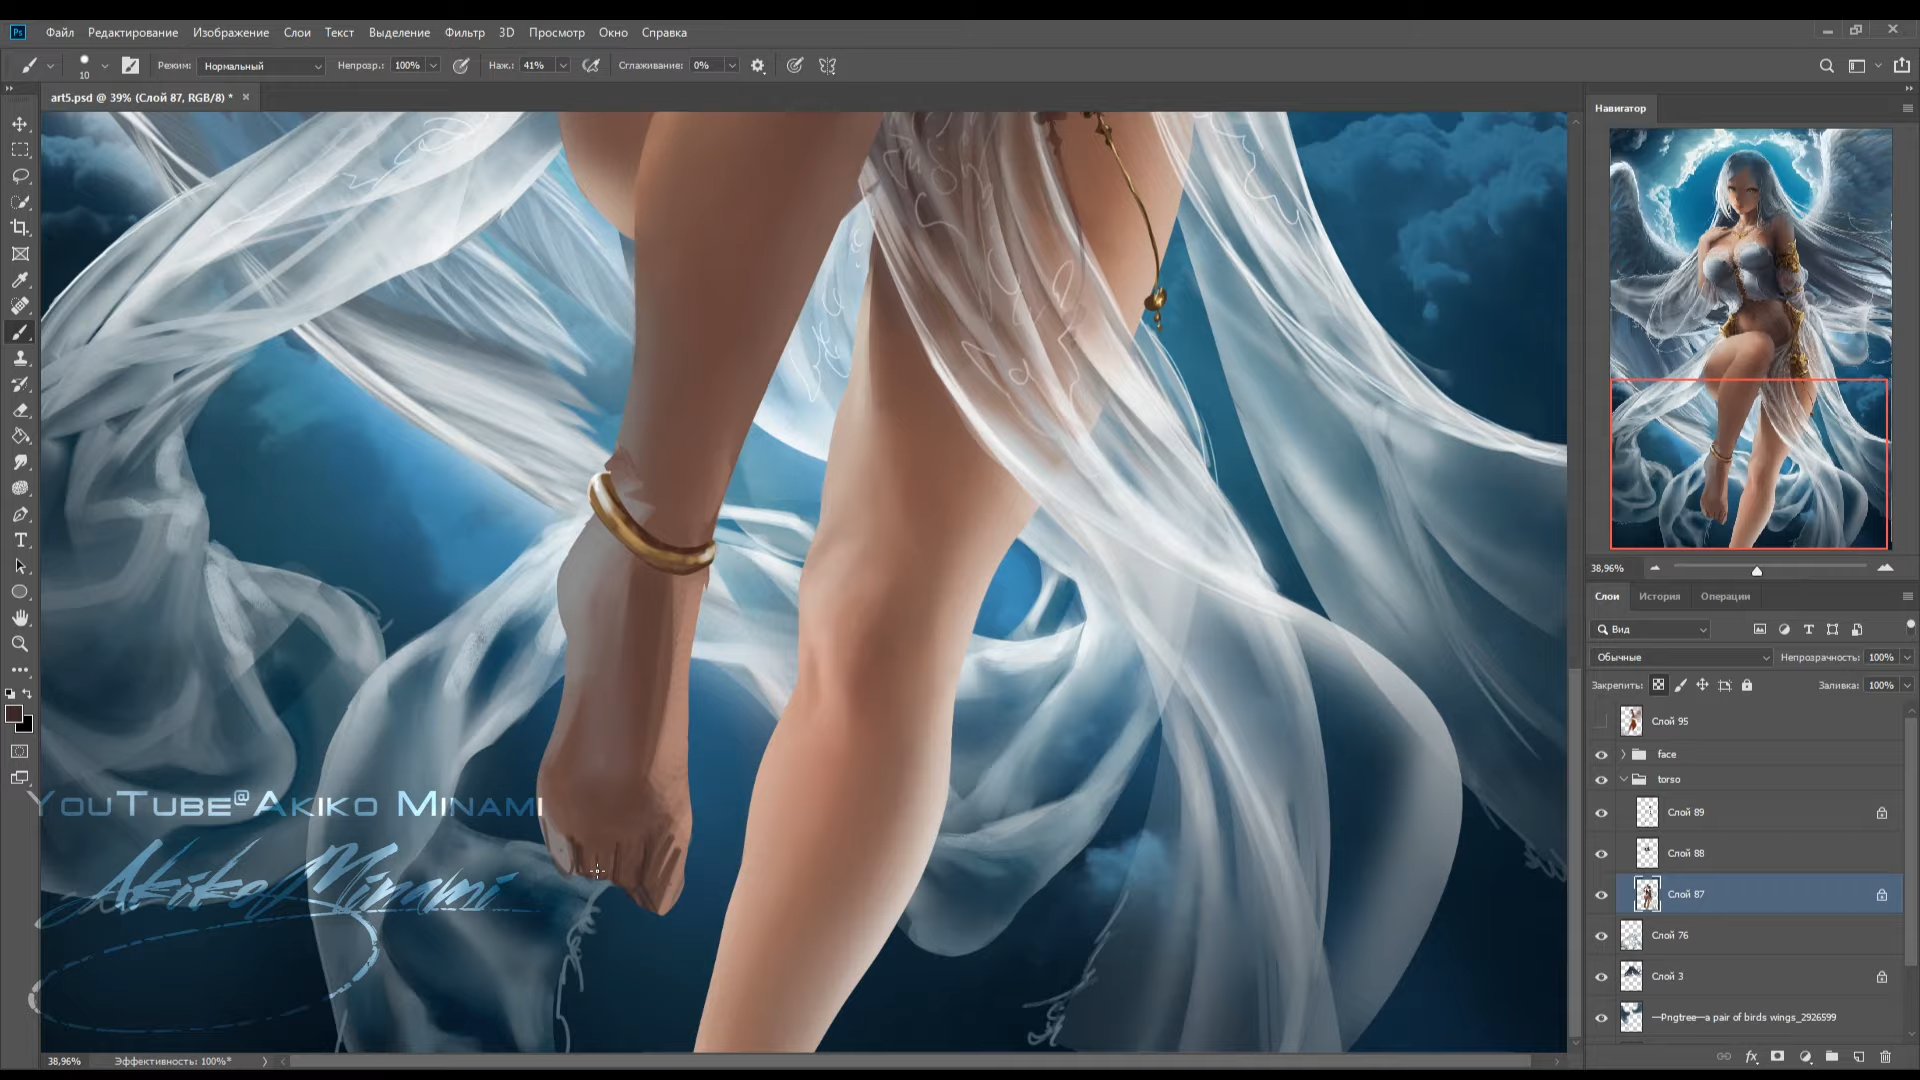 Ps Файл Редактирование Изображение Слои Текст Выделение Фильтр 3D Просмотр Окно Справка
10 Режим: Нормальный Непрозр.: 100% Наж.: 41% Сглаживание: 0%
art5.psd @ 39% (Слой 87, RGB/8) *
Навигатор
38,96%
Слои История Операции
Вид
Обычные Непрозрачность: 100%
Закрепить: Заливка: 100%
Слой 95
face
torso
Слой 89
Слой 88
Слой 87
Слой 76
Слой 3
—Pngtree—a pair of birds wings_2926599
YouTube@Akiko Minami
Akiko Minami
38,96% Эффективность: 100%*